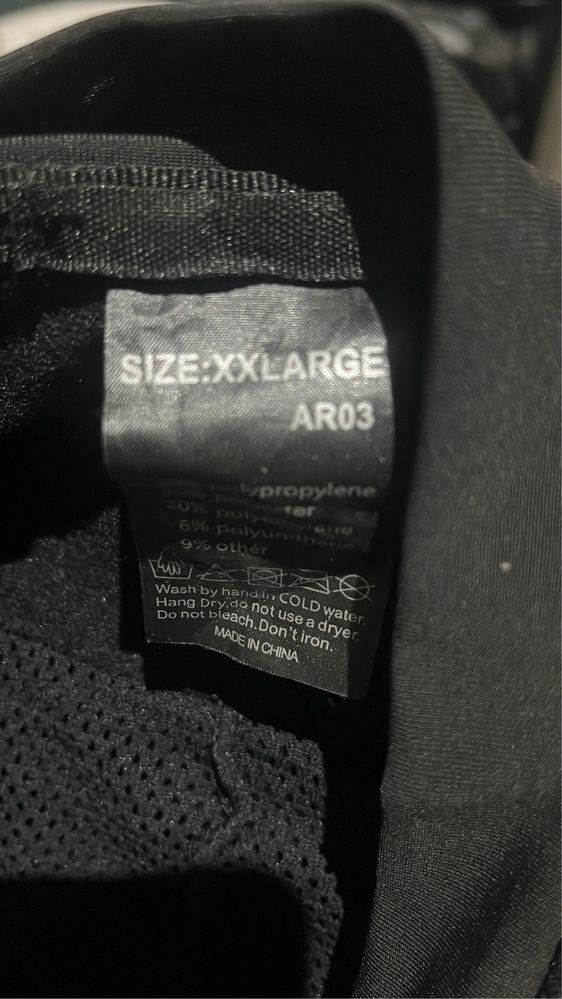 SIZE:XXLARGE
AR03
ypropylene
20%
6% polyurethane
9% other
Wash by hand in COLD water.
Hang Dry,do not use a dryer.
Do not bleach.Don't iron.
MADE IN CHINA